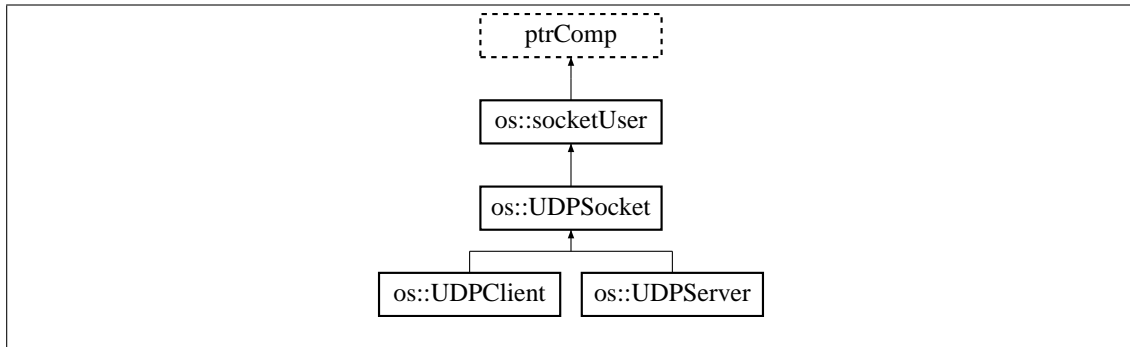 ptrComp
os::socketUser
os::UDPSocket
os::UDPClient
os::UDPServer